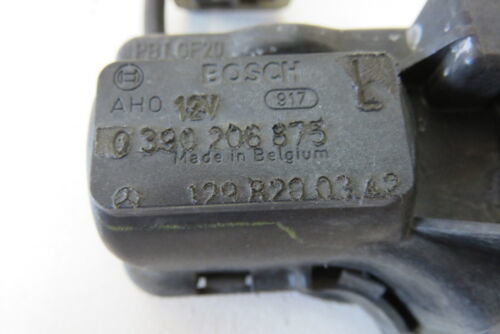 PBT GF20
BOSCH L
AHO 12V 917
0 390 206 875
Made in Belgium
129 820 03 42